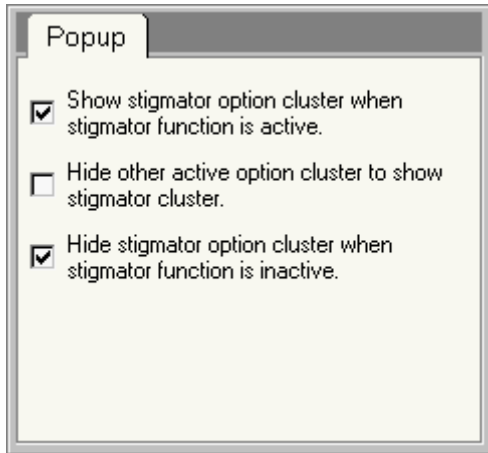 Popup
Show stigmator option cluster when
stigmator function is active.
Hide other active option cluster to show
stigmator cluster.
Hide stigmator option cluster when
stigmator function is inactive.